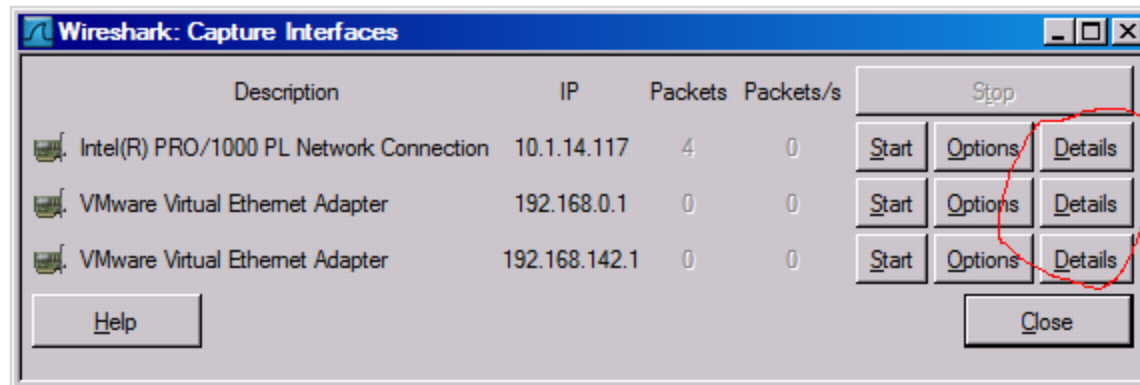 Wireshark: Capture Interfaces
Description IP Packets Packets/s Stop
Intel(R) PRO/1000 PL Network Connection 10.1.14.117 4 0 Start Options Details
VMware Virtual Ethernet Adapter 192.168.0.1 0 0 Start Options Details
VMware Virtual Ethernet Adapter 192.168.142.1 0 0 Start Options Details
Help Close